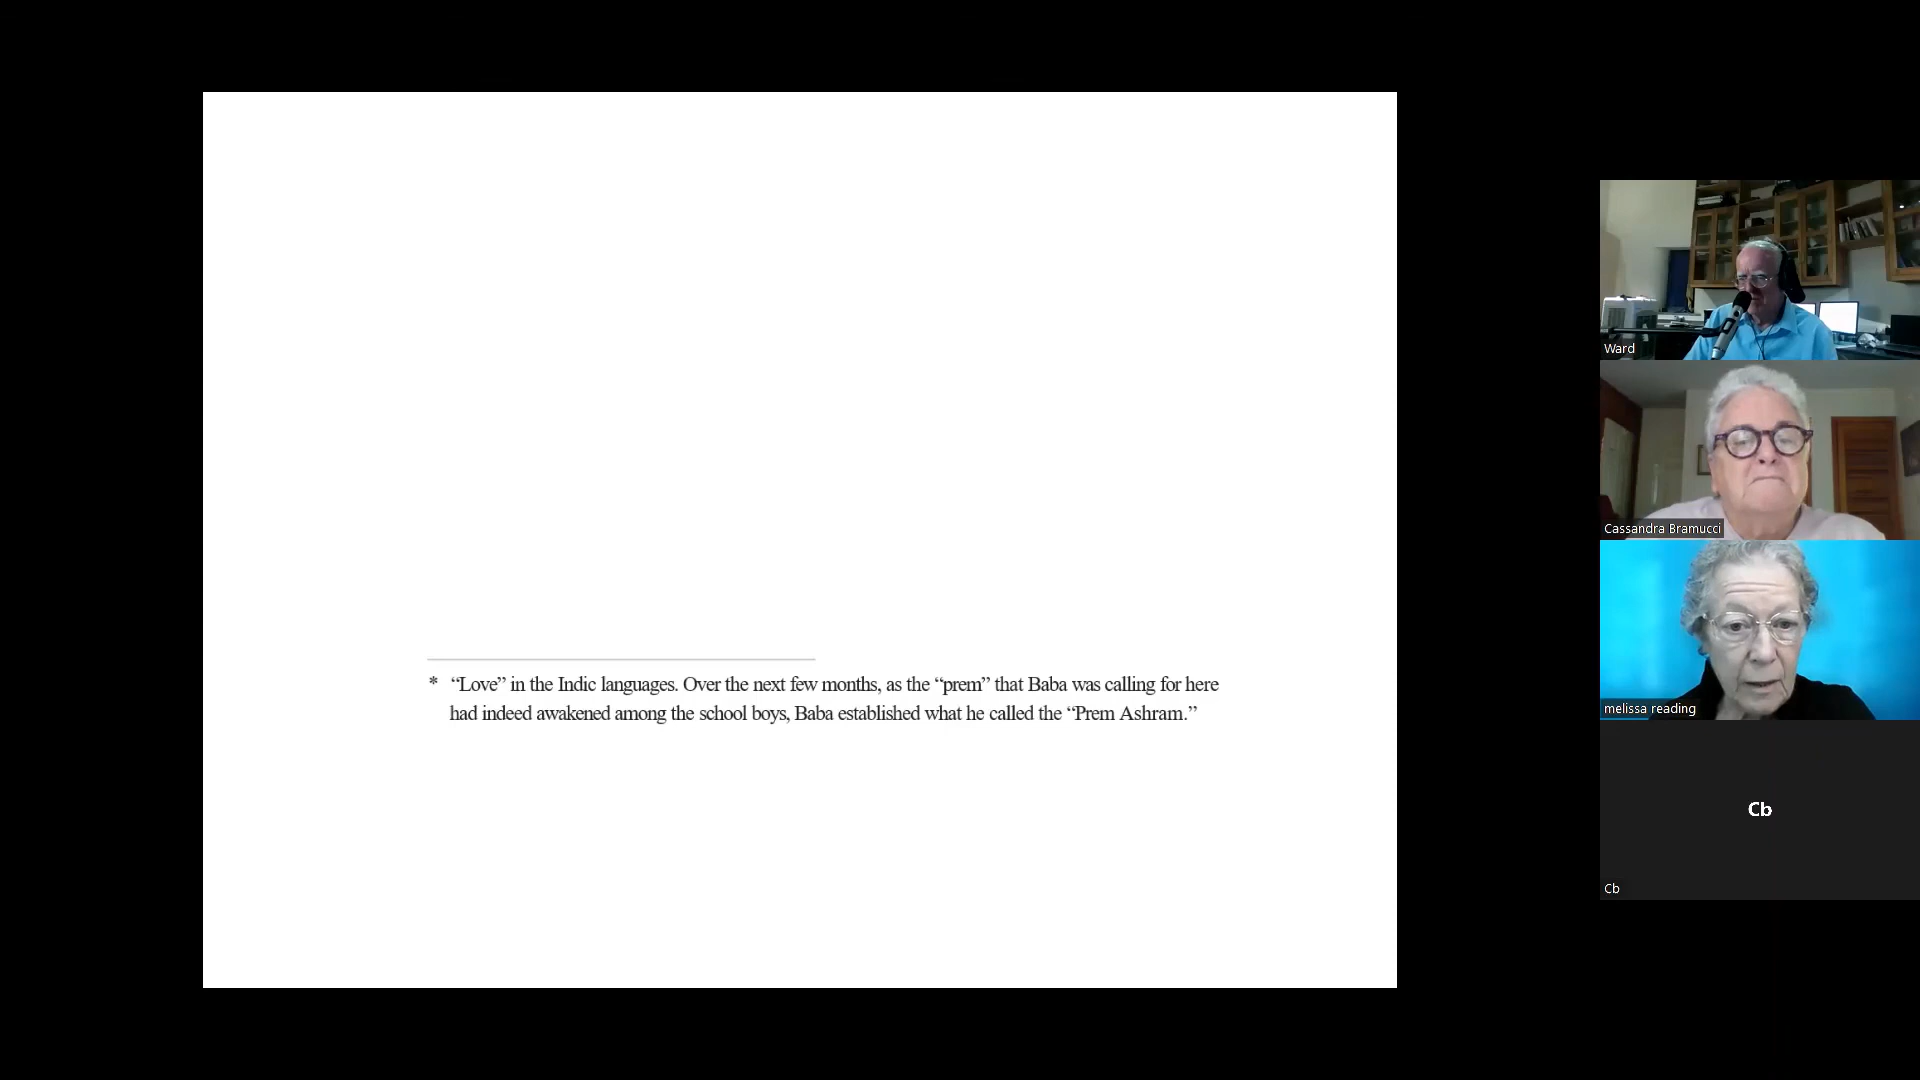 * “Love” in the Indic languages. Over the next few months, as the “prem” that Baba was calling for here
had indeed awakened among the school boys, Baba established what he called the “Prem Ashram.”
Ward
Cassandra Bramucci
melissa reading
Cb
Cb